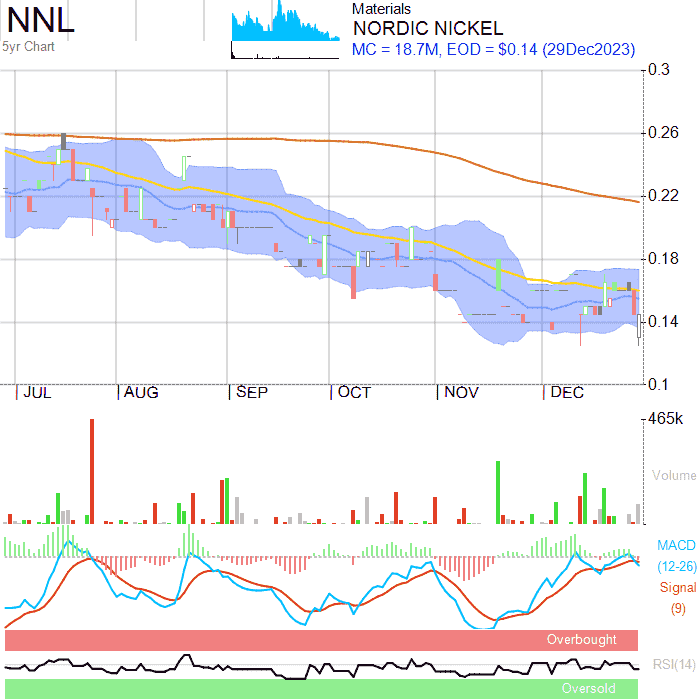 NNL
5yr Chart
Materials
NORDIC NICKEL
MC = 18.7M, EOD = $0.14 (29Dec2023)
0.3
0.26
0.22
0.18
0.14
0.1
JUL AUG SEP OCT NOV DEC
465k
Volume
MACD
(12-26)
Signal
(9)
Overbought
RSI(14)
Oversold